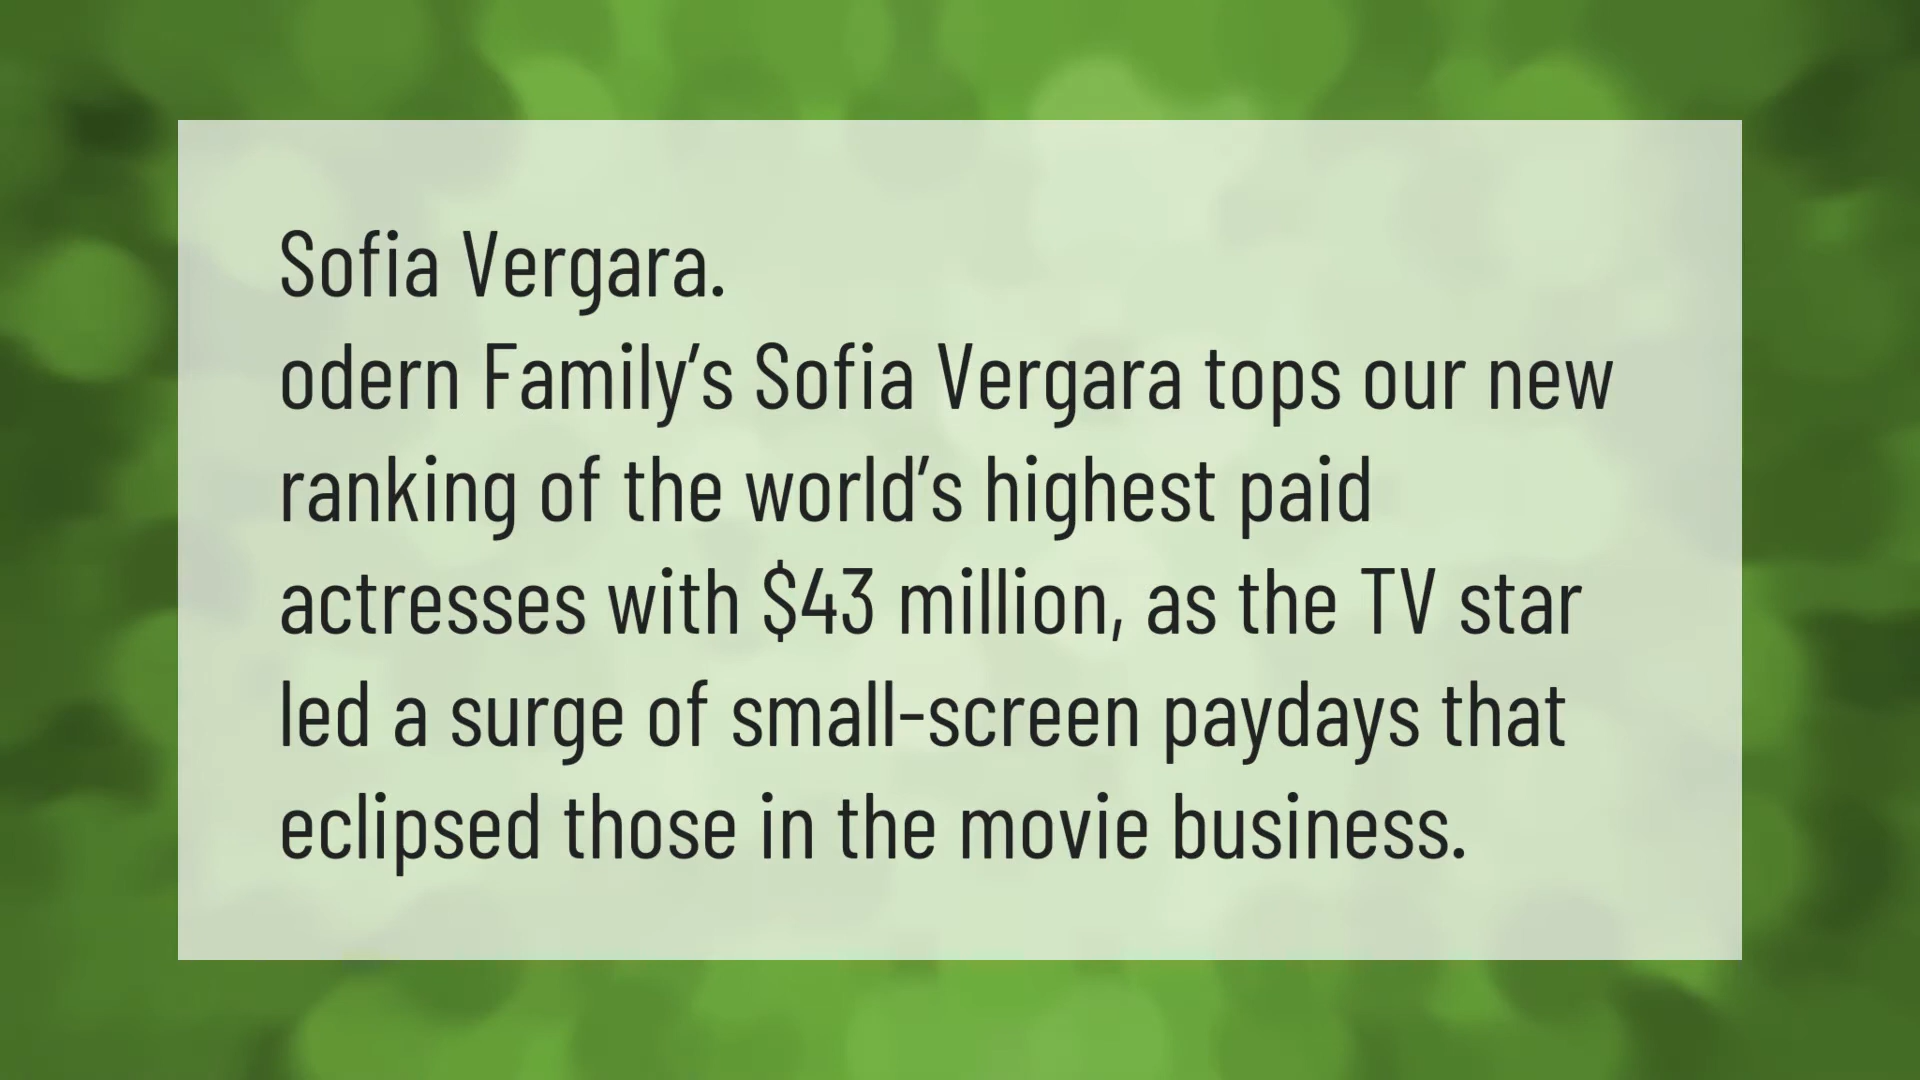 Sofia Vergara.
odern Family’s Sofia Vergara tops our new
ranking of the world’s highest paid
actresses with $43 million, as the TV star
led a surge of small-screen paydays that
eclipsed those in the movie business.